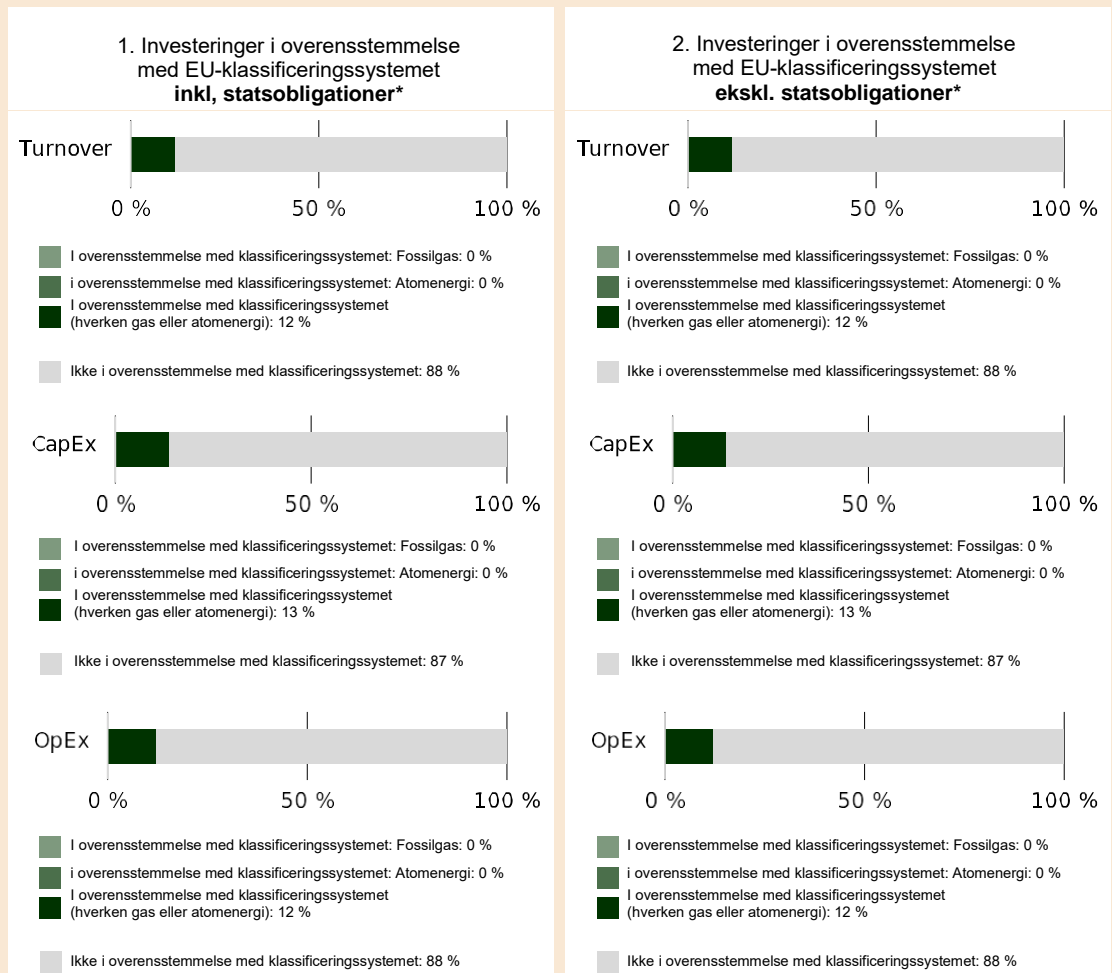 1. Investeringer i overensstemmelse
med EU-klassificeringssystemet
inkl, statsobligationer*
Turnover
0 %
50 %
100 %
I overensstemmelse med klassificeringssystemet: Fossilgas: 0 %
i overensstemmelse med klassificeringssystemet: Atomenergi: 0 %
I overensstemmelse med klassificeringssystemet
(hverken gas eller atomenergi): 12 %
Ikke i overensstemmelse med klassificeringssystemet: 88 %
CapEx
0 %
50 %
100 %
I overensstemmelse med klassificeringssystemet: Fossilgas: 0 %
i overensstemmelse med klassificeringssystemet: Atomenergi: 0 %
I overensstemmelse med klassificeringssystemet
(hverken gas eller atomenergi): 13 %
Ikke i overensstemmelse med klassificeringssystemet: 87 %
OpEx
0 %
50 %
100 %
I overensstemmelse med klassificeringssystemet: Fossilgas: 0 %
i overensstemmelse med klassificeringssystemet: Atomenergi: 0 %
I overensstemmelse med klassificeringssystemet
(hverken gas eller atomenergi): 12 %
Ikke i overensstemmelse med klassificeringssystemet: 88 %
2. Investeringer i overensstemmelse
med EU-klassificeringssystemet
ekskl. statsobligationer*
Turnover
0 %
50 %
100 %
I overensstemmelse med klassificeringssystemet: Fossilgas: 0 %
i overensstemmelse med klassificeringssystemet: Atomenergi: 0 %
I overensstemmelse med klassificeringssystemet
(hverken gas eller atomenergi): 12 %
Ikke i overensstemmelse med klassificeringssystemet: 88 %
CapEx
0 %
50 %
100 %
I overensstemmelse med klassificeringssystemet: Fossilgas: 0 %
i overensstemmelse med klassificeringssystemet: Atomenergi: 0 %
I overensstemmelse med klassificeringssystemet
(hverken gas eller atomenergi): 13 %
Ikke i overensstemmelse med klassificeringssystemet: 87 %
OpEx
0 %
50 %
100 %
I overensstemmelse med klassificeringssystemet: Fossilgas: 0 %
i overensstemmelse med klassificeringssystemet: Atomenergi: 0 %
I overensstemmelse med klassificeringssystemet
(hverken gas eller atomenergi): 12 %
Ikke i overensstemmelse med klassificeringssystemet: 88 %